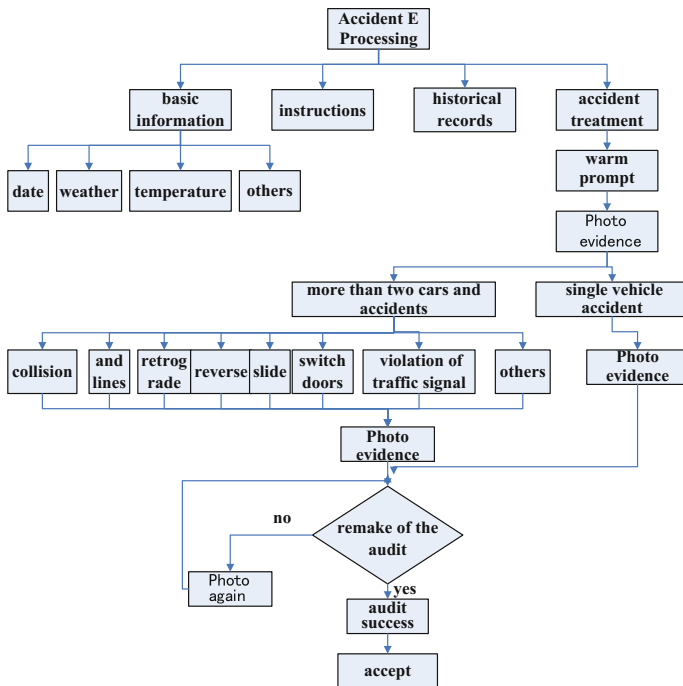 Accident E
Processing
basic
information
instructions
historical
records
accident
treatment
date
weather
temperature
others
warm
prompt
Photo
evidence
more than two cars and
accidents
single vehicle
accident
collision
and
lines
retrog
rade
reverse
slide
switch
doors
violation of
traffic signal
others
Photo
evidence
Photo
evidence
no
remake of the
audit
Photo
again
yes
audit
success
accept